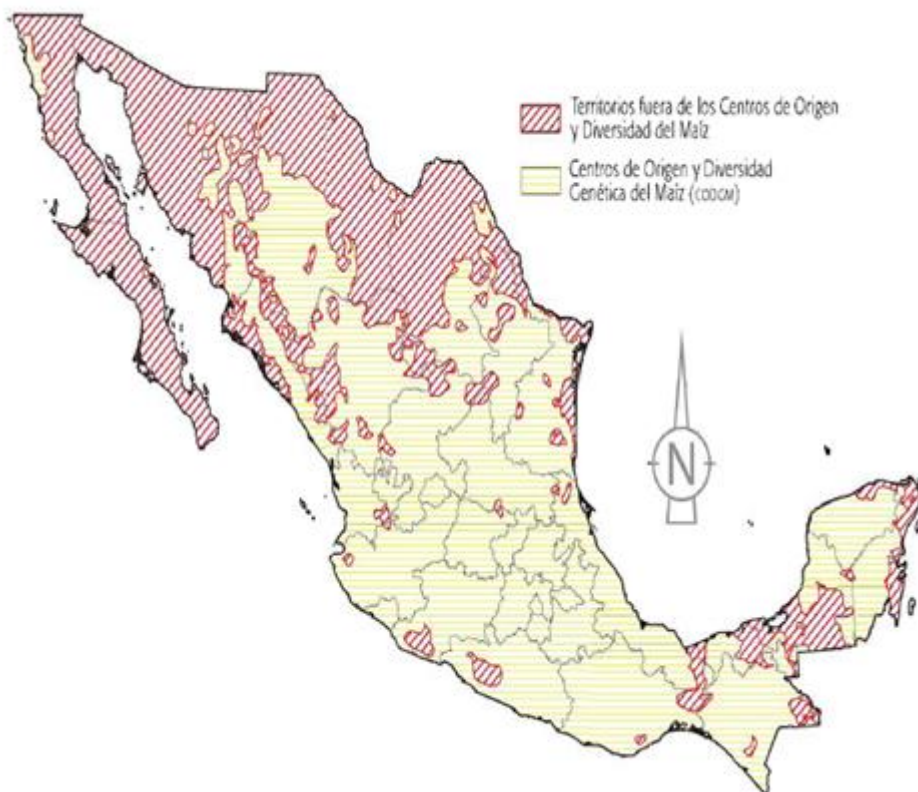 Territorios fuera de los Centros de Origen
y Diversidad del Maíz
Centros de Origen y Diversidad
Genética del Maíz (CODGM)
N